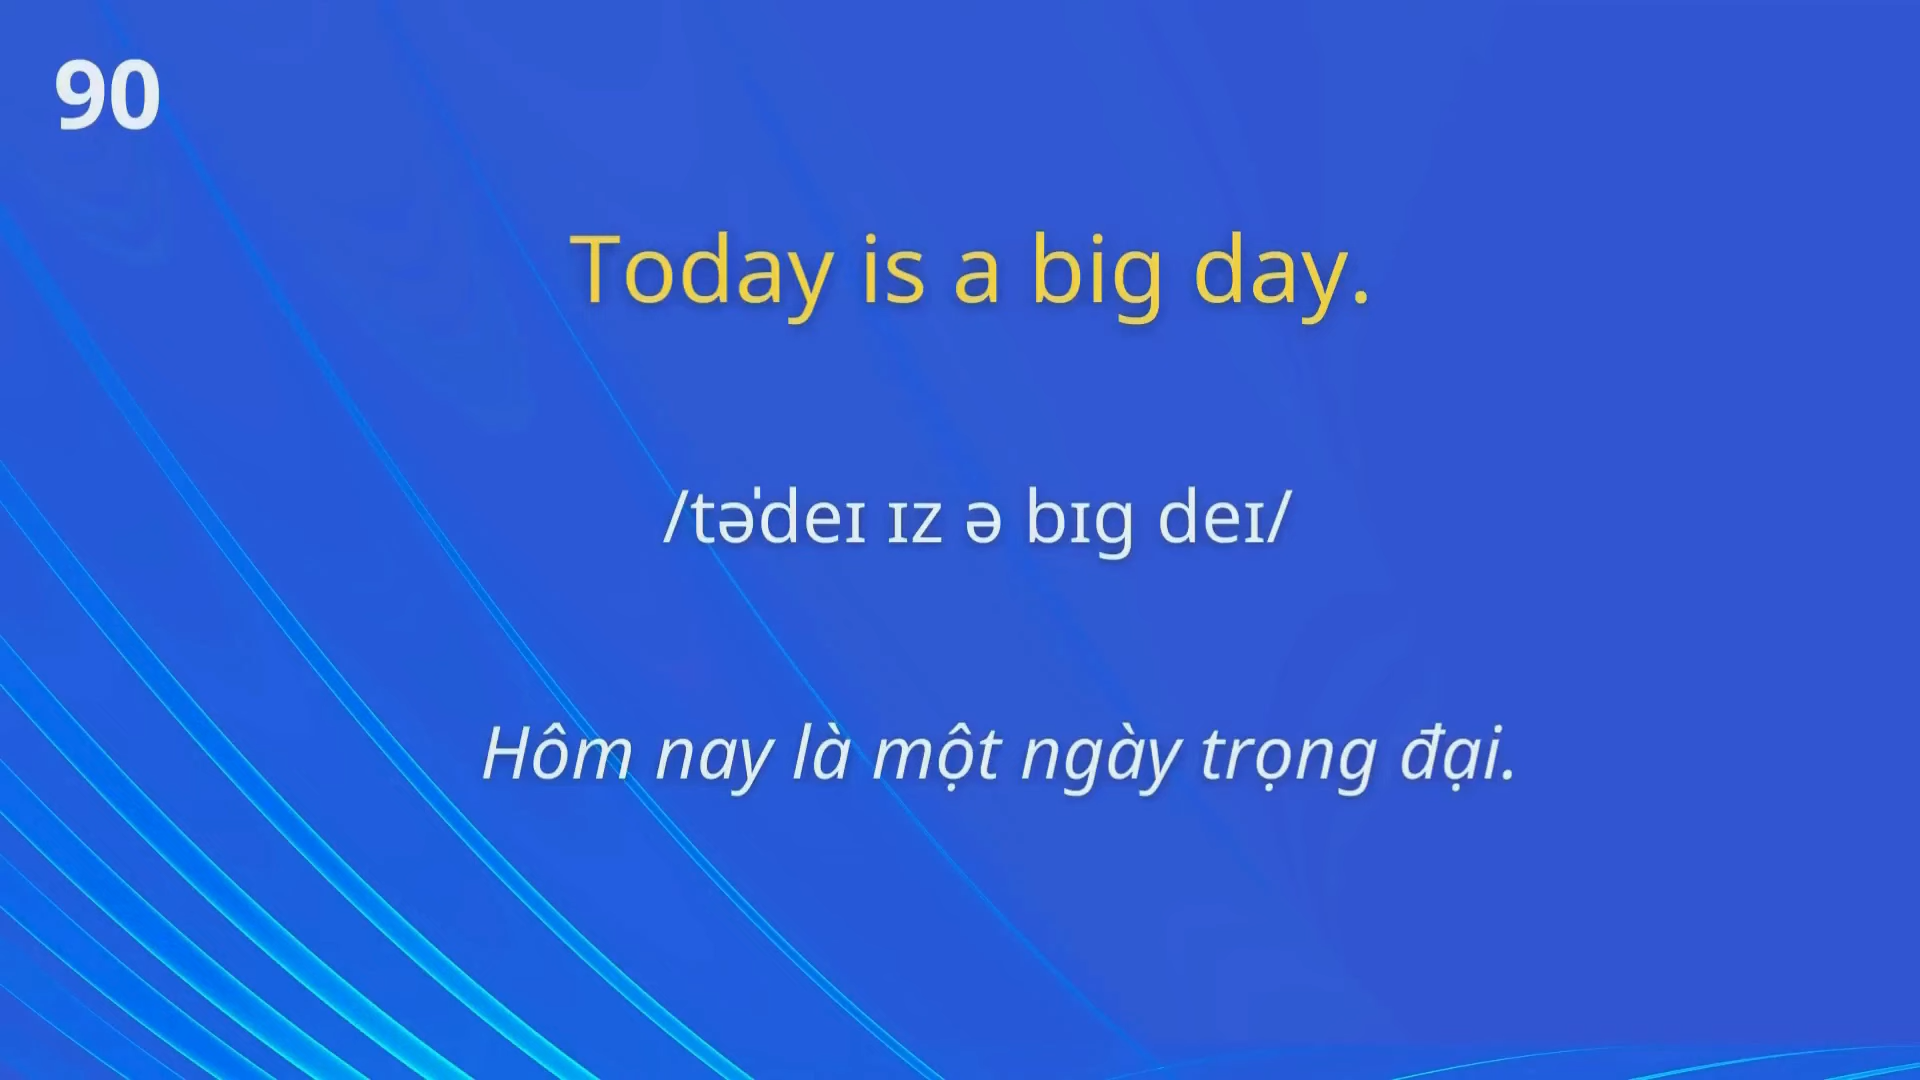 90
Today is a big day.
/təˈdeɪ ɪz ə bɪg deɪ/
Hôm nay là một ngày trọng đại.